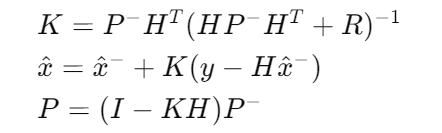 K = P⁻Hᵀ(HP⁻Hᵀ + R)⁻¹
x̂ = x̂⁻ + K(y − Hx̂⁻)
P = (I − KH)P⁻